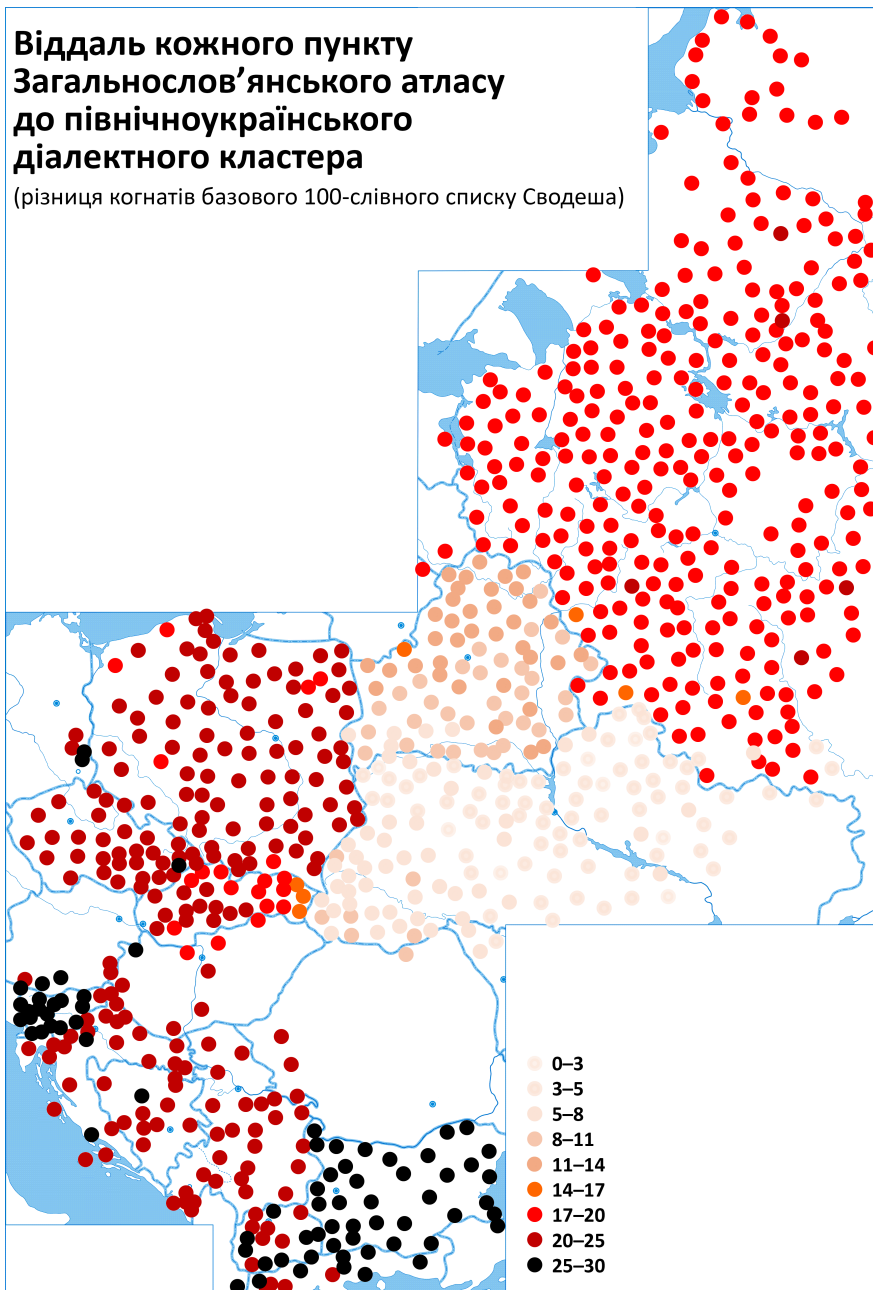 Віддаль кожного пункту
Загальнослов’янського атласу
до північноукраїнського
діалектного кластера
(різниця когнатів базового 100-слівного списку Сводеша)
0–3
3–5
5–8
8–11
11–14
14–17
17–20
20–25
25–30